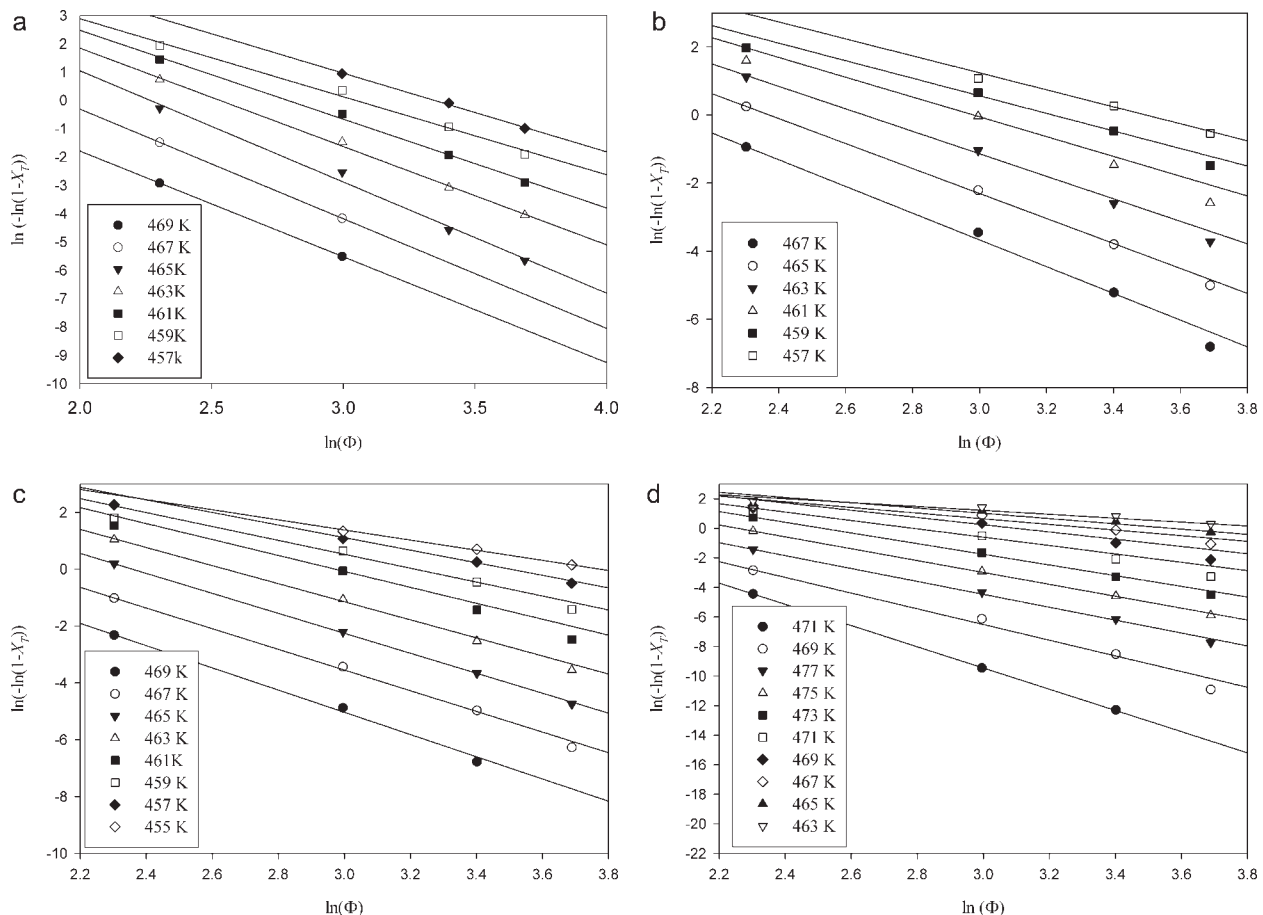 a
ln (-ln(1-X_T))
3
2
1
0
-1
-2
-3
-4
-5
-6
-7
-8
-9
-10
469 K
467 K
465K
463K
461K
459K
457k
2.0
2.5
3.0
3.5
4.0
ln(Φ)
b
ln(-ln(1-X_T))
2
0
-2
-4
-6
-8
467 K
465 K
463 K
461 K
459 K
457 K
2.2
2.4
2.6
2.8
3.0
3.2
3.4
3.6
3.8
ln (Φ)
c
ln(-ln(1-X_T))
2
0
-2
-4
-6
-8
-10
469 K
467 K
465 K
463 K
461K
459 K
457 K
455 K
2.2
2.4
2.6
2.8
3.0
3.2
3.4
3.6
3.8
ln(Φ)
d
ln(-ln(1-X_T))
2
0
-2
-4
-6
-8
-10
-12
-14
-16
-18
-20
-22
471 K
469 K
477 K
475 K
473 K
471 K
469 K
467 K
465 K
463 K
2.2
2.4
2.6
2.8
3.0
3.2
3.4
3.6
3.8
ln (Φ)